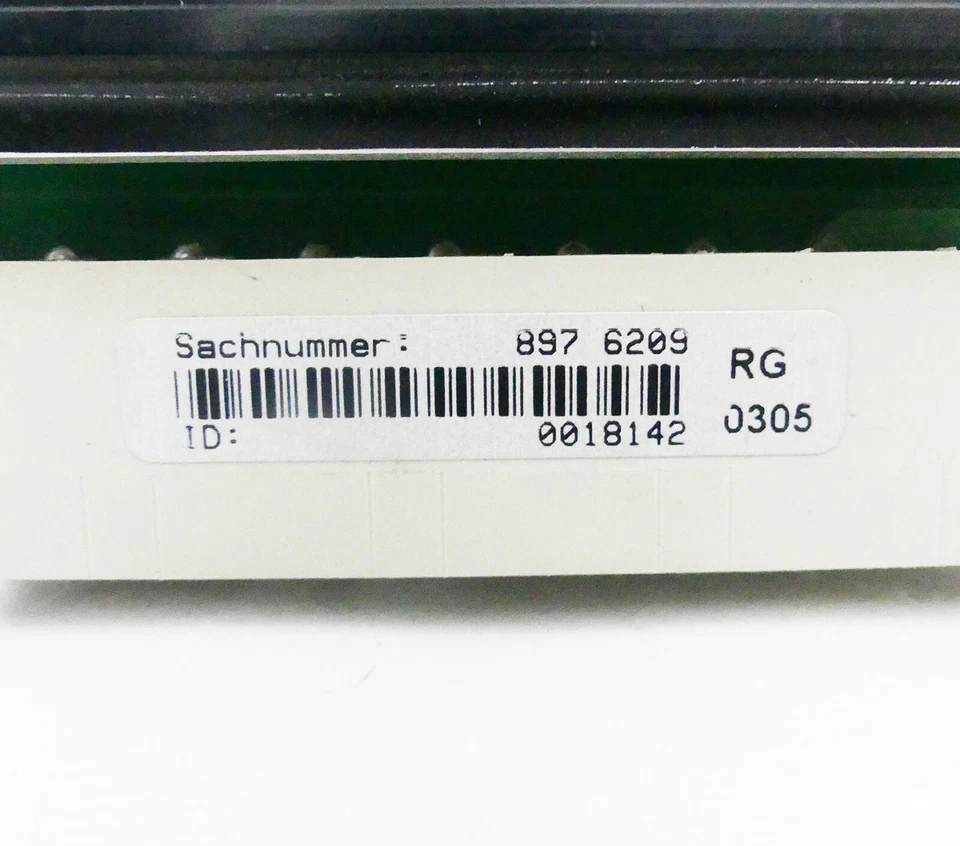 Sachnummer: 897 6209
ID: 0018142
RG
0305